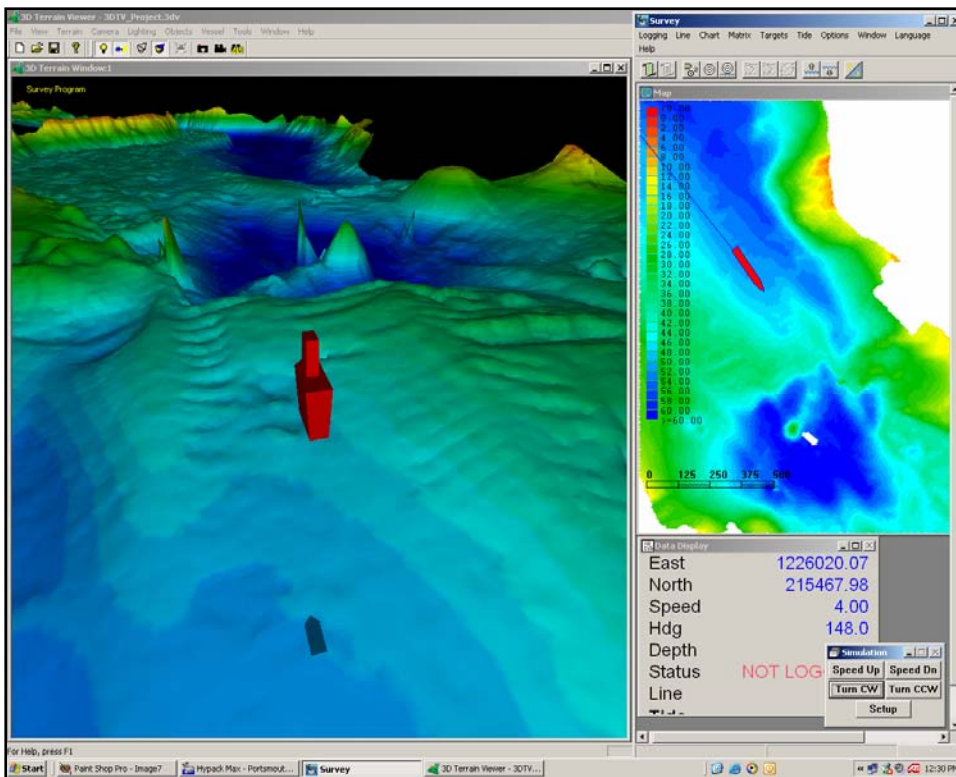 3D Terrain Viewer - 3DTV_Project.3dv
File View Terrain Camera Lighting Objects Vessel Tools Window Help
3D Terrain Window:1
Survey Program
For Help, press F1
Survey
Logging Line Chart Matrix Targets Tide Options Window Language
Help
Map
0.00
2.00
4.00
6.00
8.00
10.00
12.00
14.00
16.00
18.00
20.00
22.00
24.00
26.00
28.00
30.00
32.00
34.00
36.00
38.00
40.00
42.00
44.00
46.00
48.00
50.00
52.00
54.00
56.00
58.00
60.00
>=60.00
0 125 250 375 500
Data Display
East 1226020.07
North 215467.98
Speed 4.00
Hdg 148.0
Depth
Status NOT LOG
Line
Tide
Simulation
Speed Up Speed Dn
Turn CW Turn CCW
Setup
Start Paint Shop Pro - Image7 Hypack Max - Portsmout... Survey 3D Terrain Viewer - 3DTV... 12:30 PM